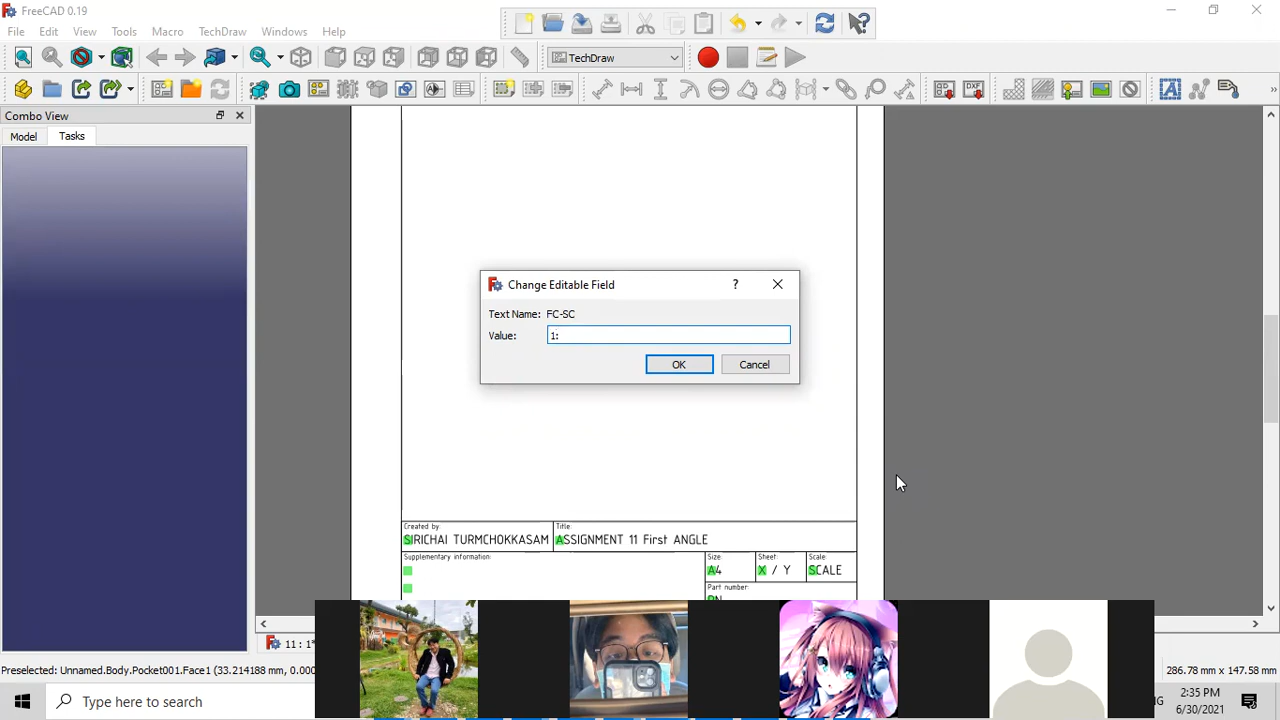 FreeCAD 0.19
File Edit View Tools Macro TechDraw Windows Help
TechDraw
Combo View
Model Tasks
Change Editable Field
?
Text Name: FC-SC
Value: 1:
OK Cancel
Created by: Title:
SIRICHAI TURMCHOKKASAM ASSIGNMENT 11 First ANGLE
Supplementary information: Size: Sheet: Scale:
A4 X / Y SCALE
Part number:
PN
11 : 1*
Preselected: Unnamed.Body.Pocket001.Face1 (33.214188 mm, 0.000
286.78 mm x 147.58 mm
Type here to search
2:35 PM
6/30/2021